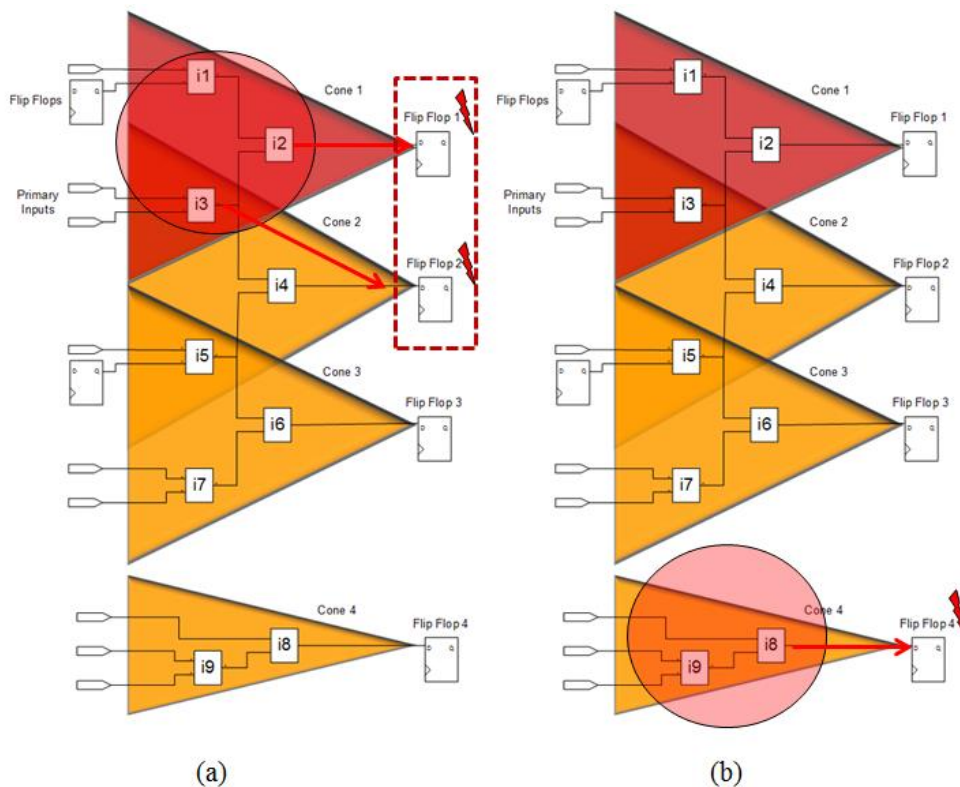 i1
Cone 1
Flip Flops
Flip Flop 1
i2
Primary
Inputs
i3
Cone 2
Flip Flop 2
i4
i5
Cone 3
Flip Flop 3
i6
i7
Cone 4
Flip Flop 4
i8
i9
(a)
i1
Cone 1
Flip Flops
Flip Flop 1
i2
Primary
Inputs
i3
Cone 2
Flip Flop 2
i4
i5
Cone 3
Flip Flop 3
i6
i7
Cone 4
Flip Flop 4
i8
i9
(b)